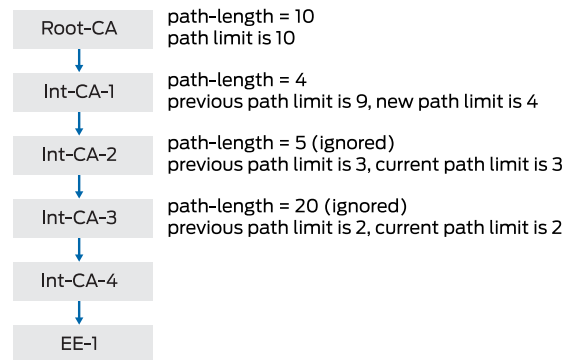 Root-CA
path-length = 10
path limit is 10
Int-CA-1
path-length = 4
previous path limit is 9, new path limit is 4
Int-CA-2
path-length = 5 (ignored)
previous path limit is 3, current path limit is 3
Int-CA-3
path-length = 20 (ignored)
previous path limit is 2, current path limit is 2
Int-CA-4
EE-1